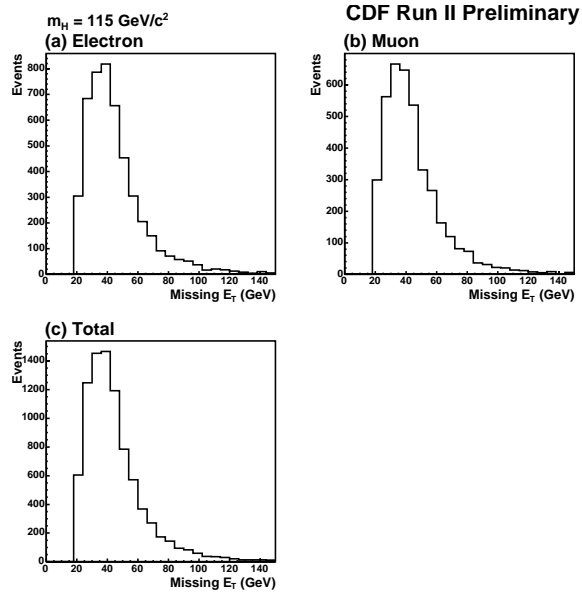 CDF Run II Preliminary
m_H = 115 GeV/c²
(a) Electron
Events
800
700
600
500
400
300
200
100
0
0 20 40 60 80 100 120 140
Missing E_T (GeV)
(b) Muon
Events
600
500
400
300
200
100
0
0 20 40 60 80 100 120 140
Missing E_T (GeV)
(c) Total
Events
1400
1200
1000
800
600
400
200
0
0 20 40 60 80 100 120 140
Missing E_T (GeV)